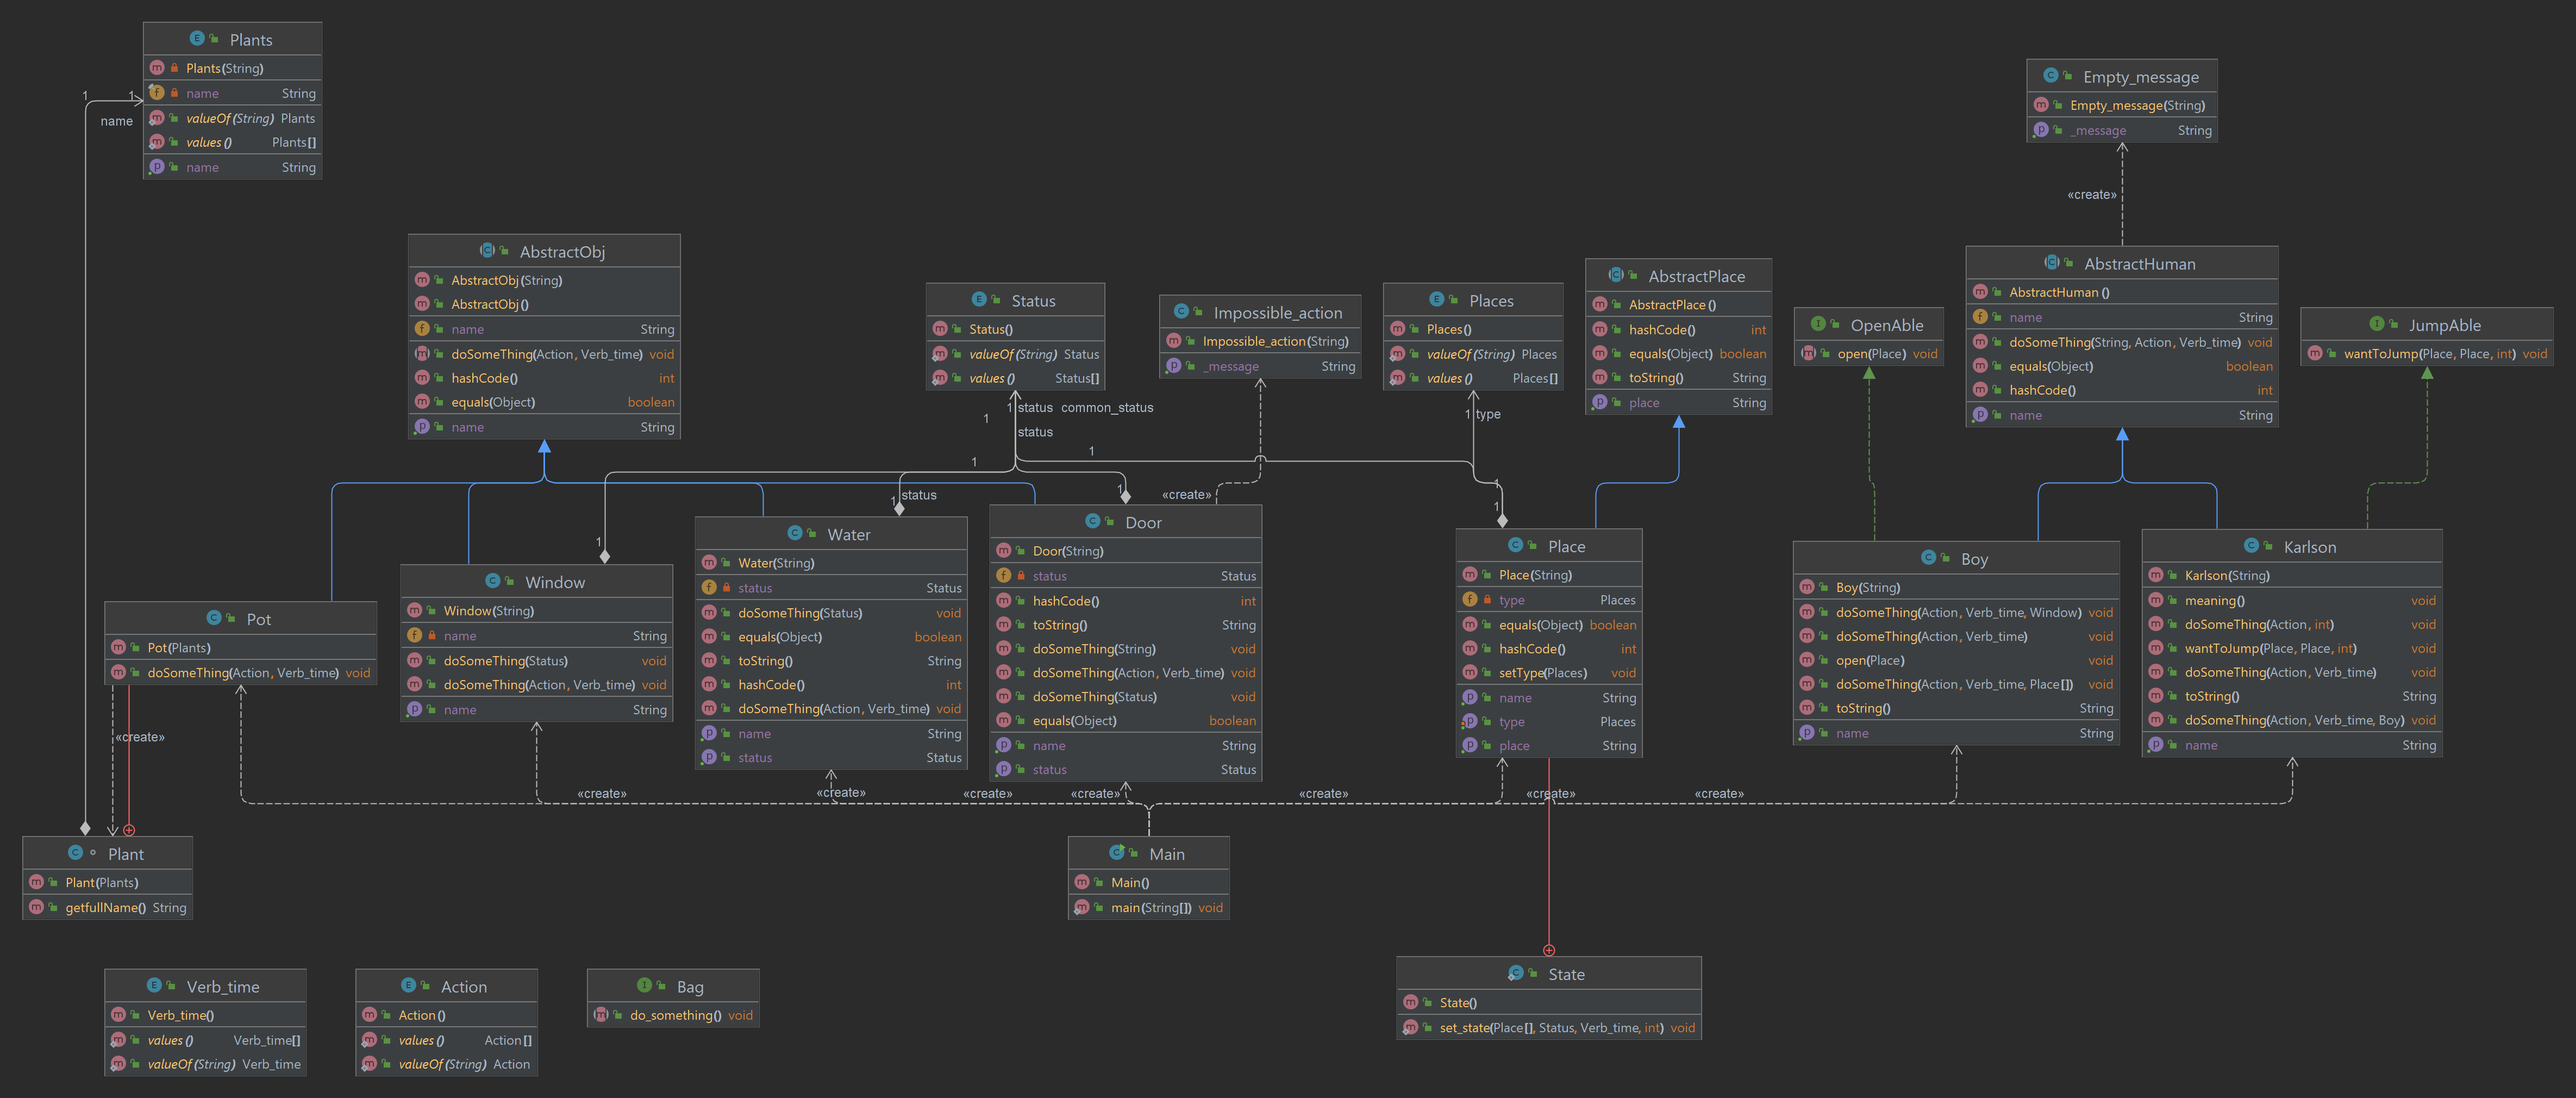 Plants
Plants(String)
name String
valueOf(String) Plants
values() Plants[]
name String
1 1
name
Empty_message
Empty_message(String)
_message String
«create»
AbstractObj
AbstractObj(String)
AbstractObj()
name String
doSomeThing(Action, Verb_time) void
hashCode() int
equals(Object) boolean
name String
Status
Status()
valueOf(String) Status
values() Status[]
Impossible_action
Impossible_action(String)
_message String
Places
Places()
valueOf(String) Places
values() Places[]
AbstractPlace
AbstractPlace()
hashCode() int
equals(Object) boolean
toString() String
place String
OpenAble
open(Place) void
AbstractHuman
AbstractHuman()
name String
doSomeThing(String, Action, Verb_time) void
equals(Object) boolean
hashCode() int
name String
JumpAble
wantToJump(Place, Place, int) void
1 status common_status
1
status
1 type
1
1
1 status
1
«create»
1
1
1
Pot
Pot(Plants)
doSomeThing(Action, Verb_time) void
Window
Window(String)
name String
doSomeThing(Status) void
doSomeThing(Action, Verb_time) void
name String
Water
Water(String)
status Status
doSomeThing(Status) void
equals(Object) boolean
toString() String
hashCode() int
doSomeThing(Action, Verb_time) void
name String
status Status
Door
Door(String)
status Status
hashCode() int
toString() String
doSomeThing(String) void
doSomeThing(Action, Verb_time) void
doSomeThing(Status) void
equals(Object) boolean
name String
status Status
Place
Place(String)
type Places
equals(Object) boolean
hashCode() int
setType(Places) void
name String
type Places
place String
Boy
Boy(String)
doSomeThing(Action, Verb_time, Window) void
doSomeThing(Action, Verb_time) void
open(Place) void
doSomeThing(Action, Verb_time, Place[]) void
toString() String
name String
Karlson
Karlson(String)
meaning() void
doSomeThing(Action, int) void
wantToJump(Place, Place, int) void
doSomeThing(Action, Verb_time) void
toString() String
doSomeThing(Action, Verb_time, Boy) void
name String
«create»
«create» «create» «create» «create» «create» «create» «create»
Plant
Plant(Plants)
getfullName() String
Main
Main()
main(String[]) void
Verb_time
Verb_time()
values() Verb_time[]
valueOf(String) Verb_time
Action
Action()
values() Action[]
valueOf(String) Action
Bag
do_something() void
State
State()
set_state(Place[], Status, Verb_time, int) void